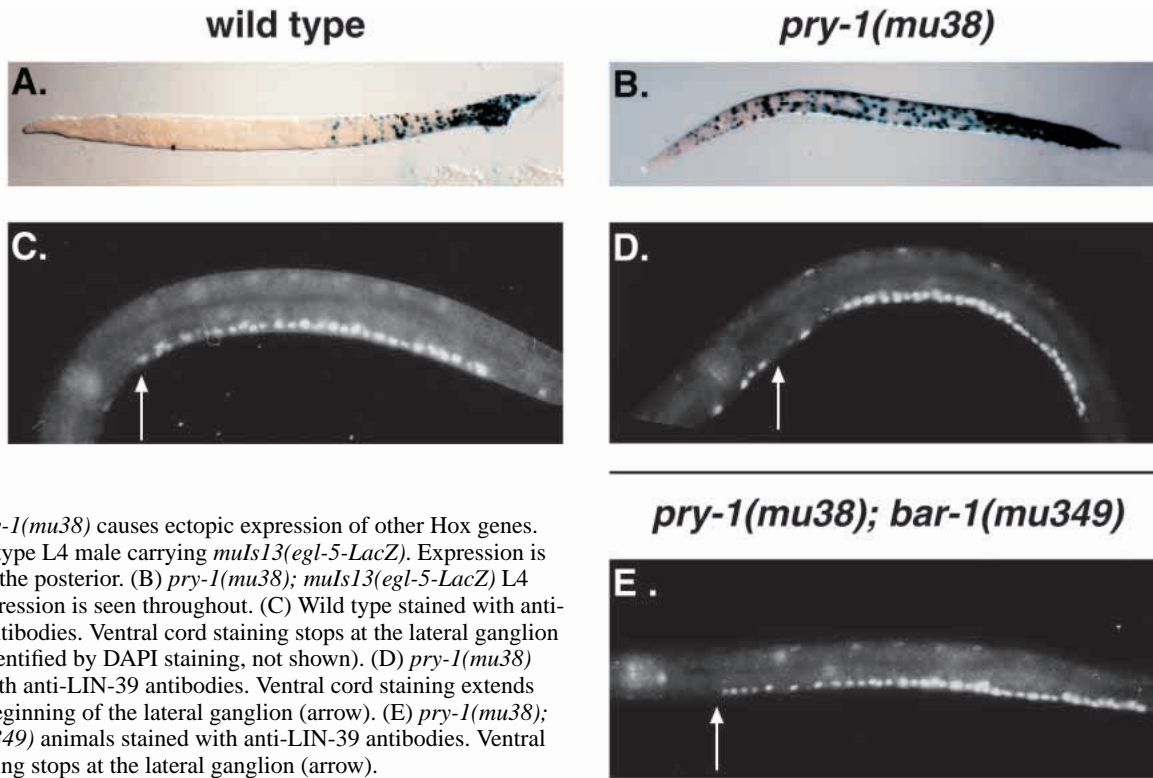 wild type
pry-1(mu38)
A.
B.
C.
D.
y-1(mu38) causes ectopic expression of other Hox genes.
type L4 male carrying muIs13(egl-5-LacZ). Expression is
the posterior. (B) pry-1(mu38); muIs13(egl-5-LacZ) L4
ression is seen throughout. (C) Wild type stained with anti-
tibodies. Ventral cord staining stops at the lateral ganglion
entified by DAPI staining, not shown). (D) pry-1(mu38)
th anti-LIN-39 antibodies. Ventral cord staining extends
eginning of the lateral ganglion (arrow). (E) pry-1(mu38);
349) animals stained with anti-LIN-39 antibodies. Ventral
ing stops at the lateral ganglion (arrow).
pry-1(mu38); bar-1(mu349)
E .